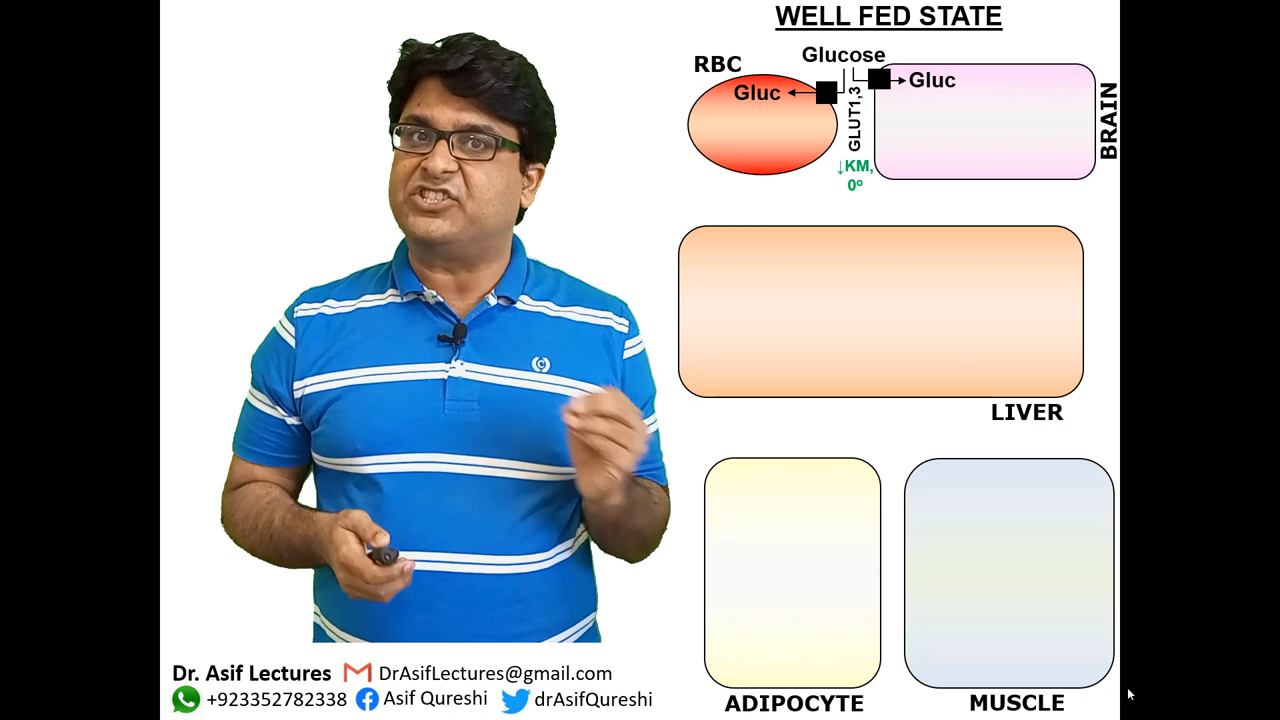 WELL FED STATE
Glucose
RBC
Gluc
Gluc
GLUT1,3
BRAIN
↓KM,
0º
LIVER
ADIPOCYTE
MUSCLE
Dr. Asif Lectures DrAsifLectures@gmail.com
+923352782338 Asif Qureshi drAsifQureshi